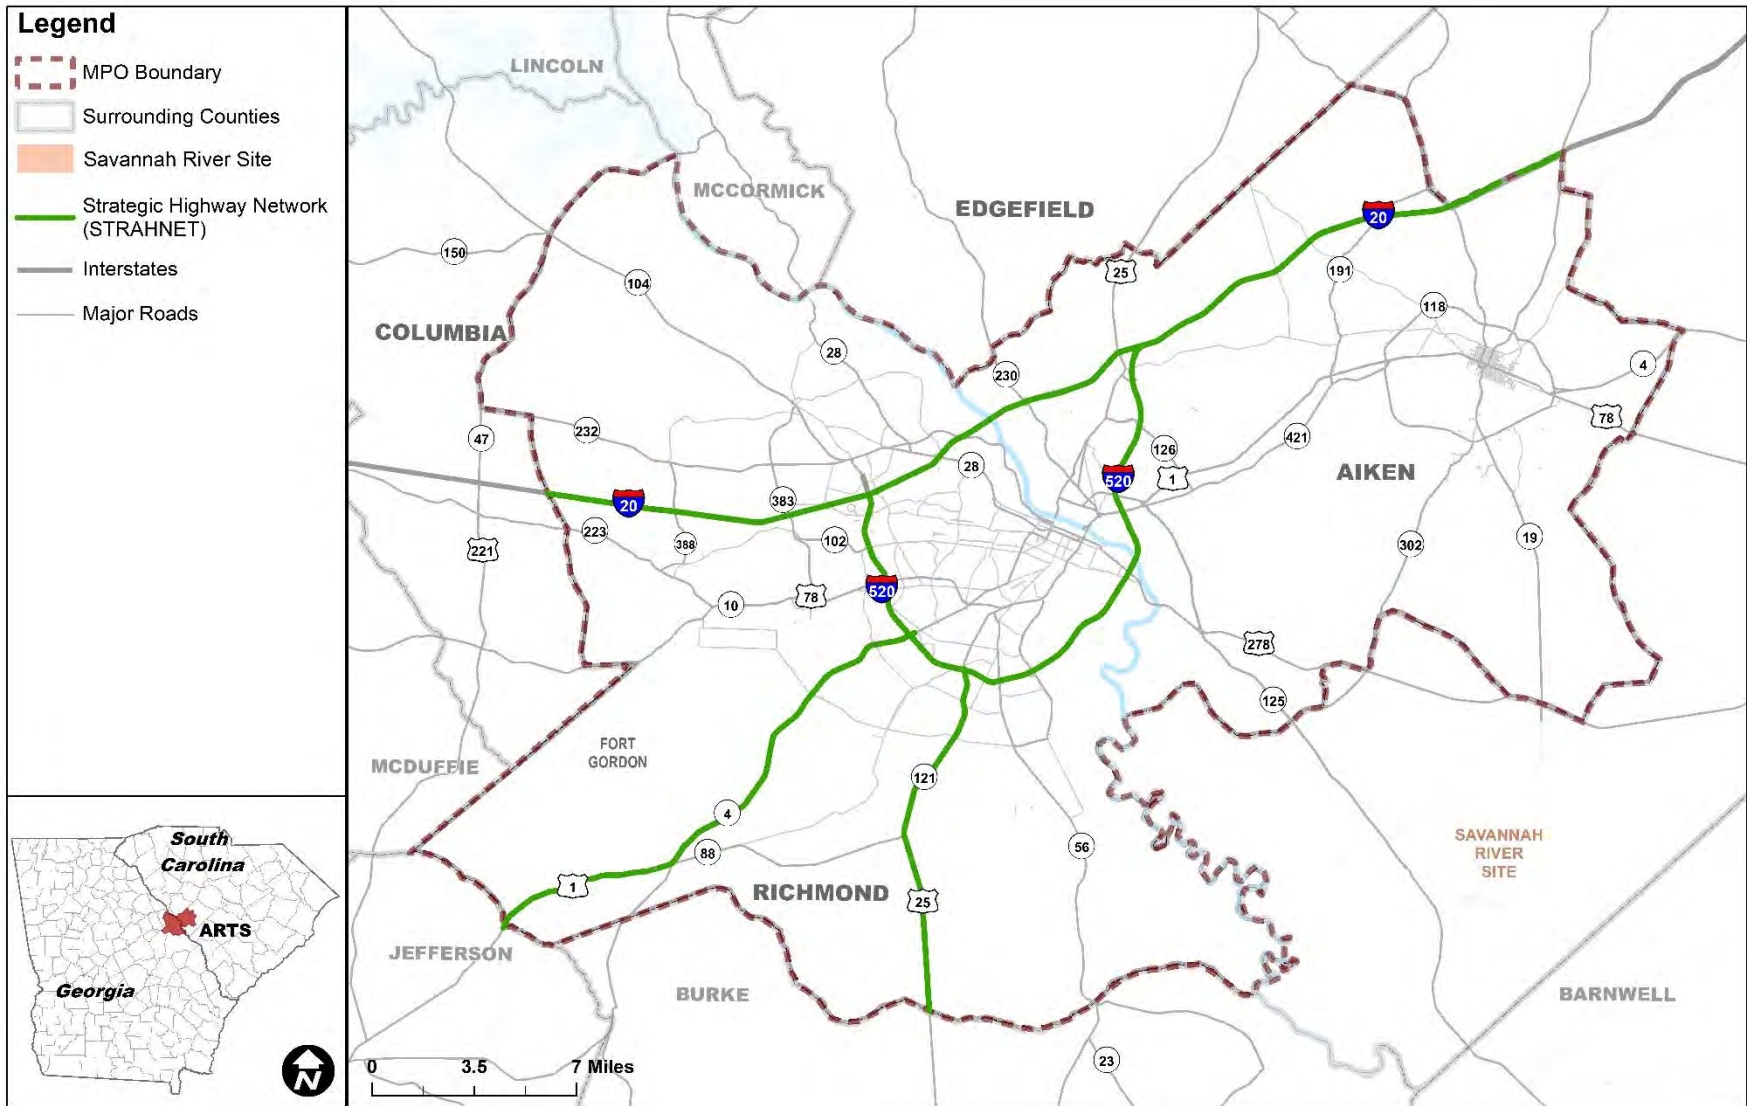 Legend
MPO Boundary
Surrounding Counties
Savannah River Site
Strategic Highway Network
(STRAHNET)
Interstates
Major Roads
South
Carolina
ARTS
Georgia
N
LINCOLN
MCCORMICK
EDGEFIELD
20
150
25
191
104
118
COLUMBIA
28
230
4
78
232
47
126
421
28
520
1
AIKEN
383
20
223
102
388
221
302
19
520
78
10
278
125
FORT
GORDON
MCDUFFIE
121
4
88
56
SAVANNAH
RIVER
SITE
1
RICHMOND
25
JEFFERSON
BURKE
BARNWELL
23
0 3.5 7 Miles